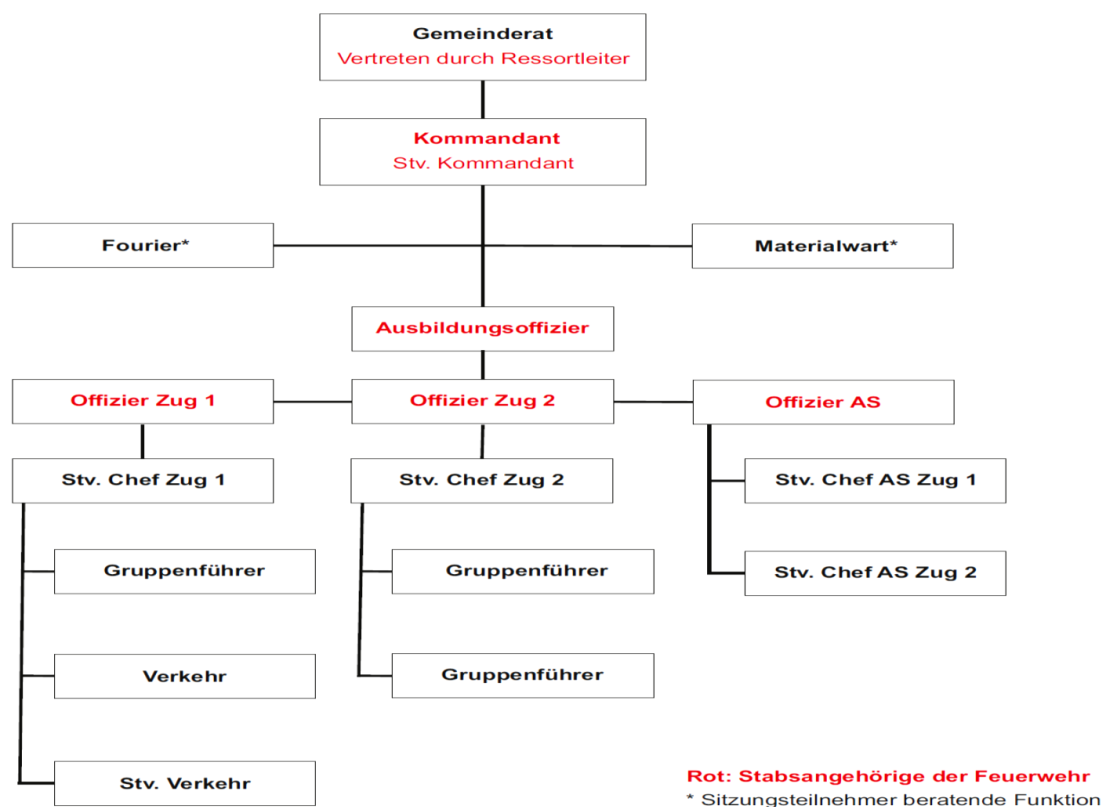 Gemeinderat
Vertreten durch Ressortleiter
Kommandant
Stv. Kommandant
Fourier*
Materialwart*
Ausbildungsoffizier
Offizier Zug 1
Offizier Zug 2
Offizier AS
Stv. Chef Zug 1
Stv. Chef Zug 2
Stv. Chef AS Zug 1
Gruppenführer
Gruppenführer
Stv. Chef AS Zug 2
Verkehr
Gruppenführer
Stv. Verkehr
Rot: Stabsangehörige der Feuerwehr
* Sitzungsteilnehmer beratende Funktion